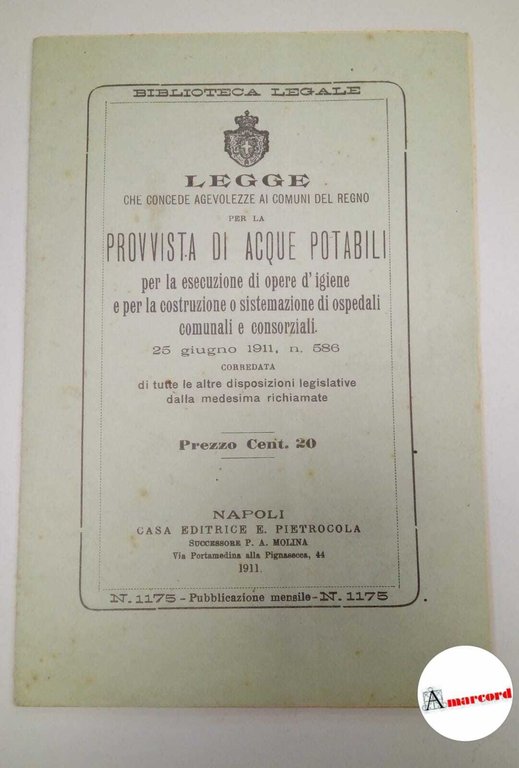 BIBLIOTECA LEGALE
LEGGE
CHE CONCEDE AGEVOLEZZE AI COMUNI DEL REGNO
PER LA
PROVVISTA DI ACQUE POTABILI
per la esecuzione di opere d'igiene
e per la costruzione o sistemazione di ospedali
comunali e consorziali.
25 giugno 1911, n. 586
CORREDATA
di tutte le altre disposizioni legislative
dalla medesima richiamate
Prezzo Cent. 20
NAPOLI
CASA EDITRICE E. PIETROCOLA
SUCCESSORE P. A. MOLINA
Via Portamedina alla Pignasecca, 44
1911.
N. 1175 - Pubblicazione mensile - N. 1175
Amarcord